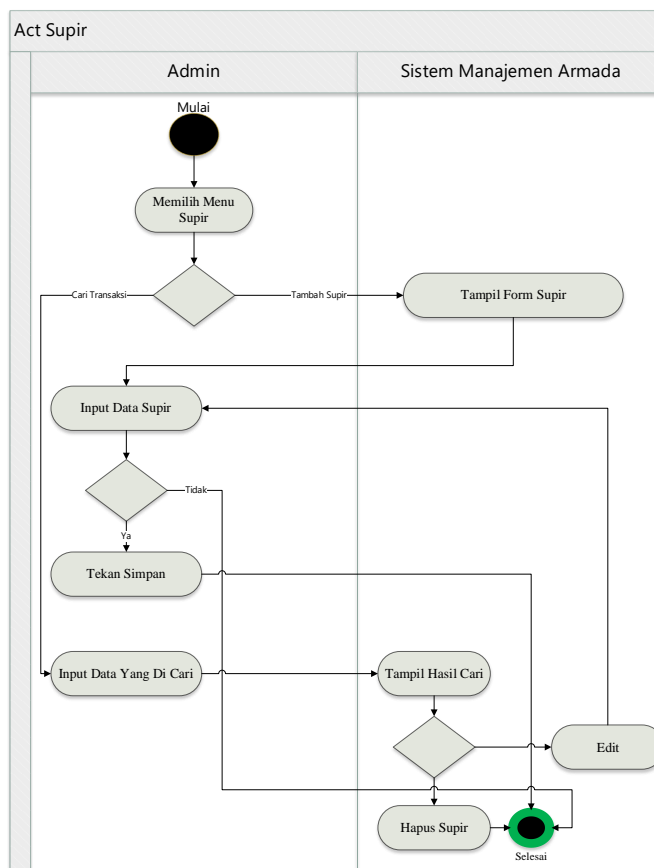 Act Supir
Admin
Sistem Manajemen Armada
Mulai
Memilih Menu
Supir
Cari Transaksi
Tambah Supir
Tampil Form Supir
Input Data Supir
Tidak
Ya
Tekan Simpan
Input Data Yang Di Cari
Tampil Hasil Cari
Edit
Hapus Supir
Selesai